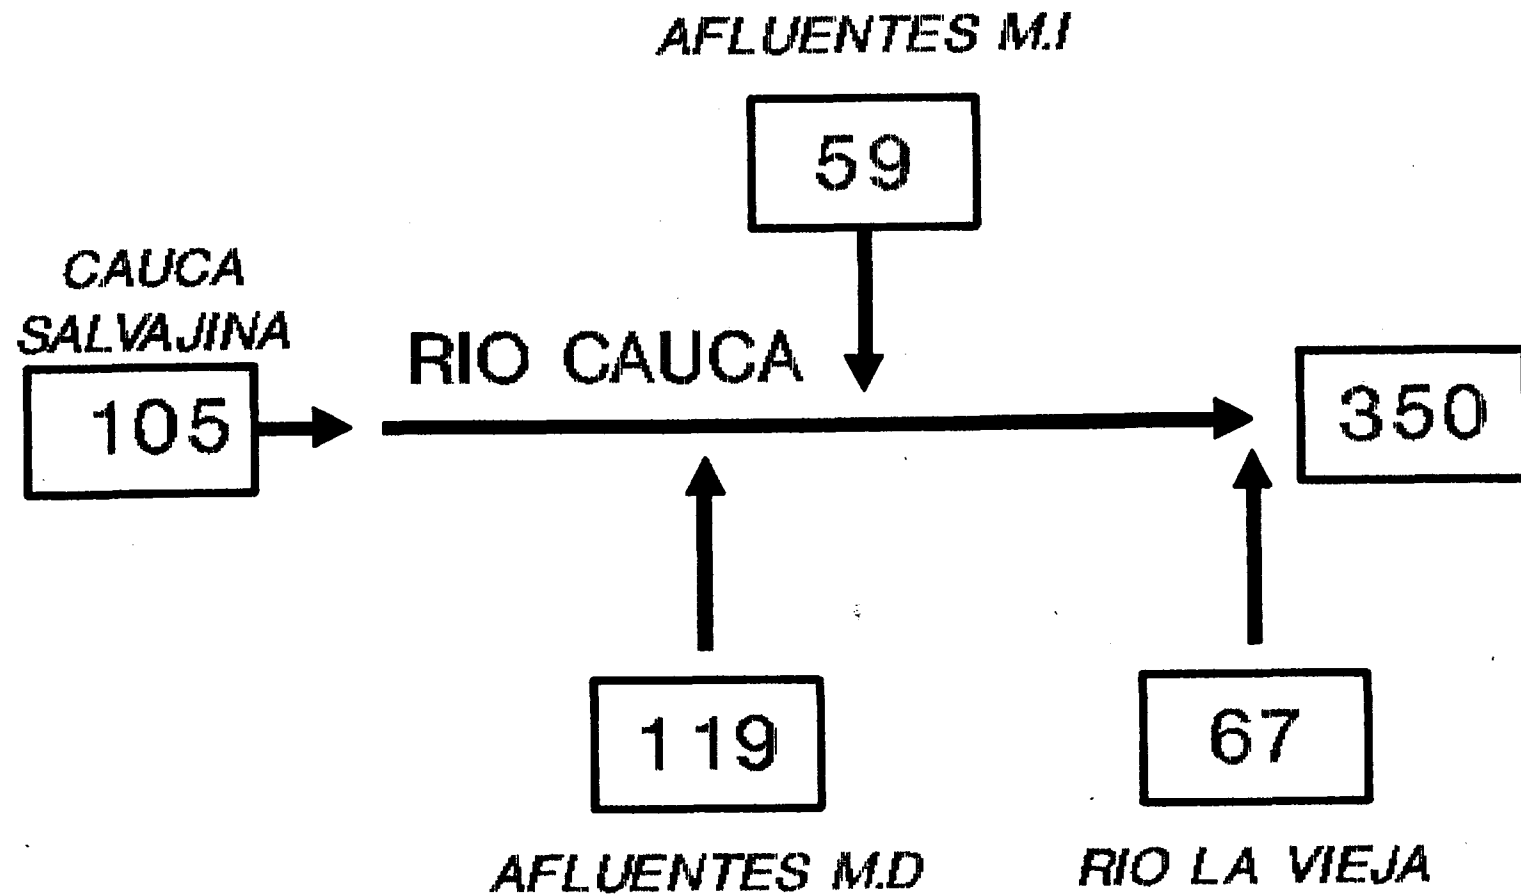 AFLUENTES M.I
59
CAUCA
SALVAJINA
105
RIO CAUCA
350
119
67
AFLUENTES M.D
RIO LA VIEJA